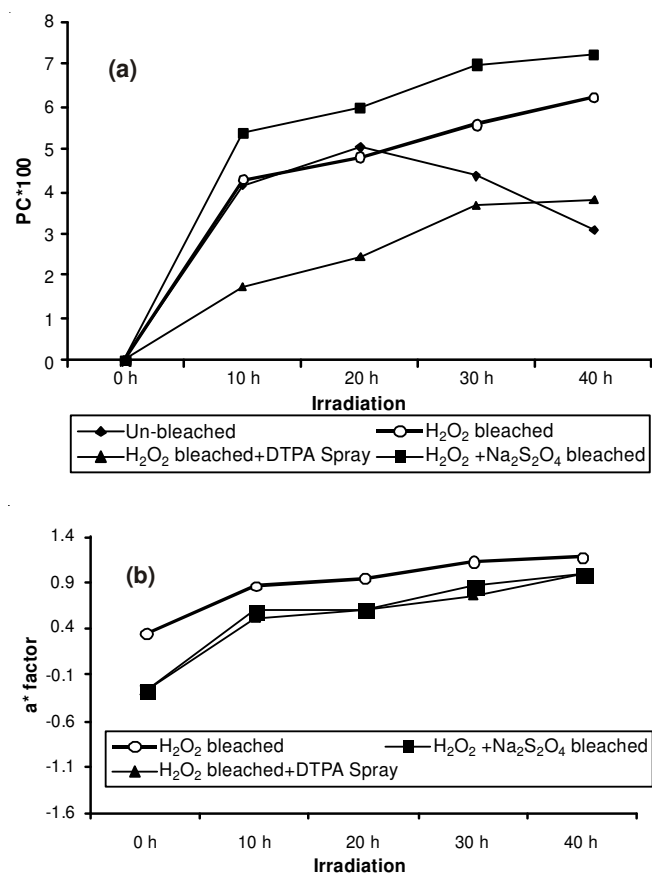 8
7
6
5
4
3
2
1
0
PC*100
(a)
0 h 10 h 20 h 30 h 40 h
Irradiation
Un-bleached H₂O₂ bleached
H₂O₂ bleached+DTPA Spray H₂O₂ +Na₂S₂O₄ bleached
1.4
0.9
0.4
-0.1
-0.6
-1.1
-1.6
a* factor
(b)
H₂O₂ bleached H₂O₂ +Na₂S₂O₄ bleached
H₂O₂ bleached+DTPA Spray
0 h 10 h 20 h 30 h 40 h
Irradiation